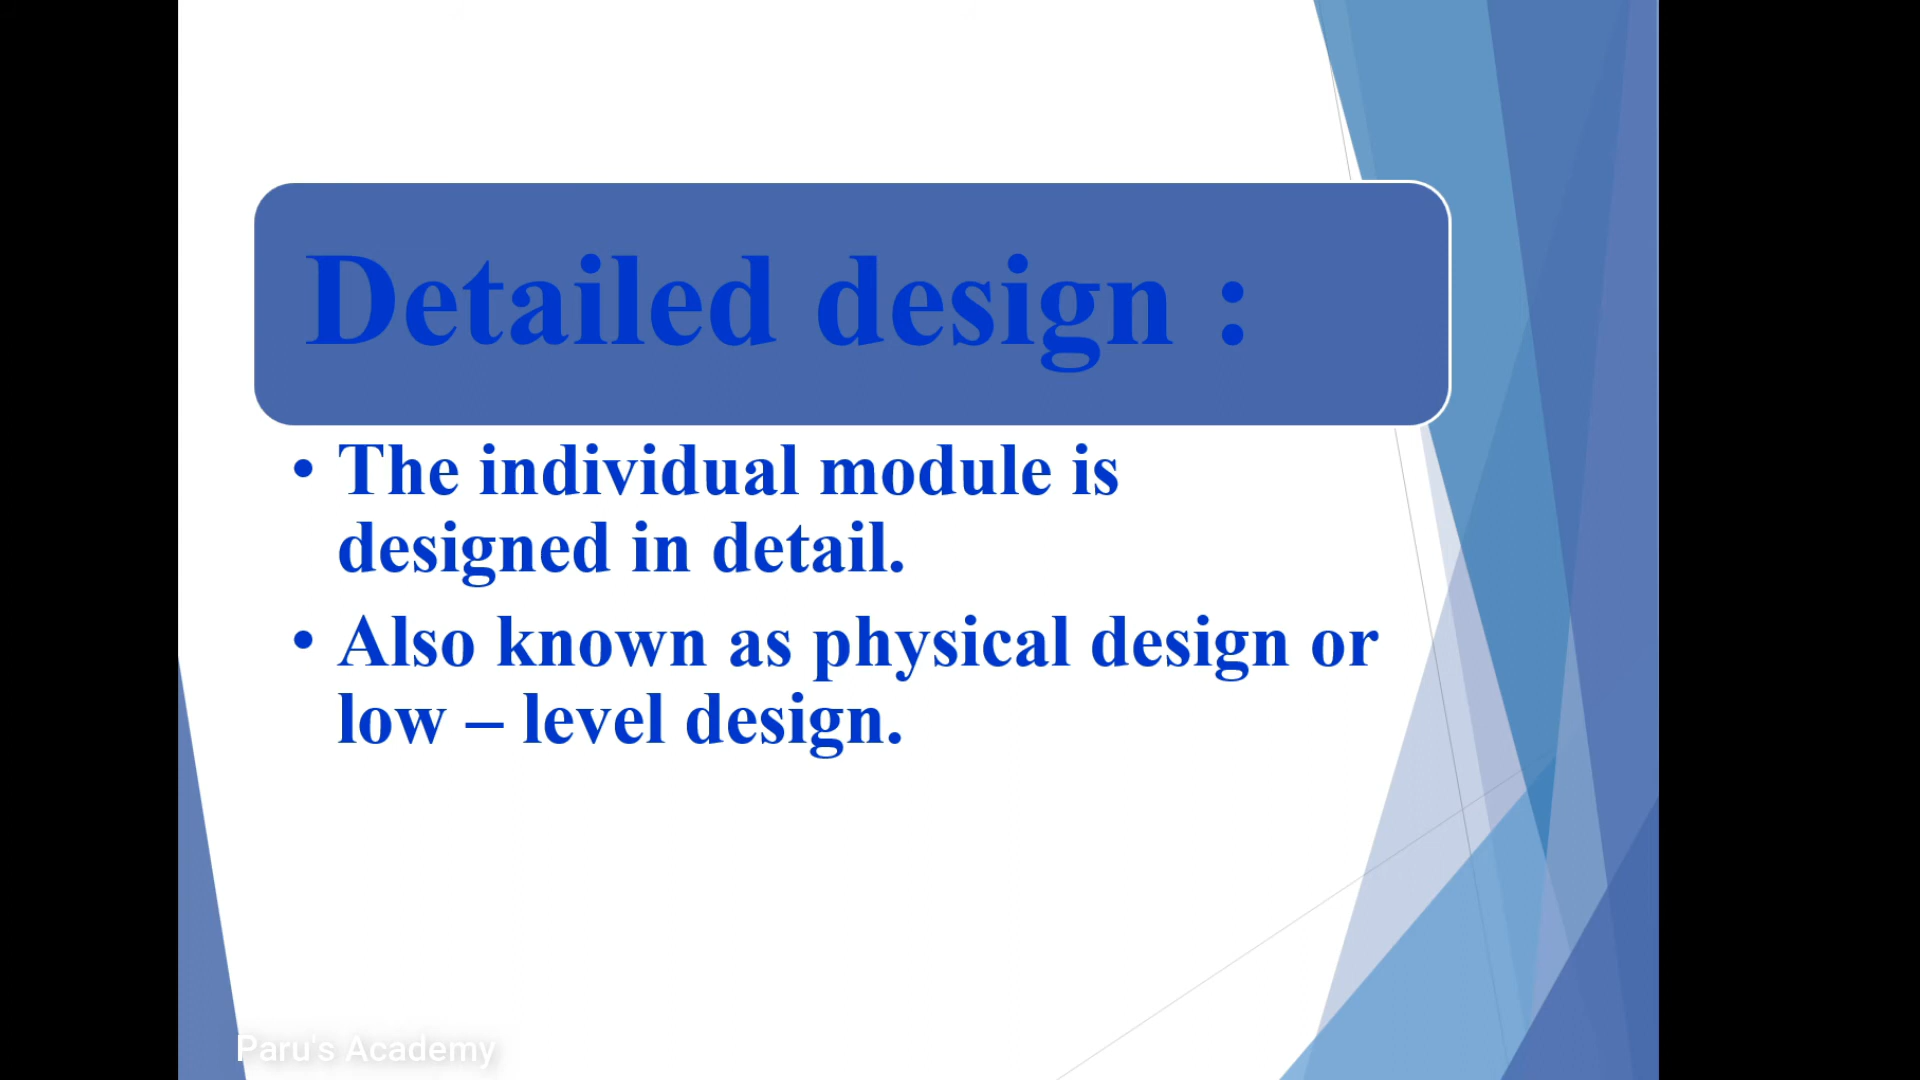 Detailed design :
• The individual module is
designed in detail.
• Also known as physical design or
low – level design.
Paru's Academy